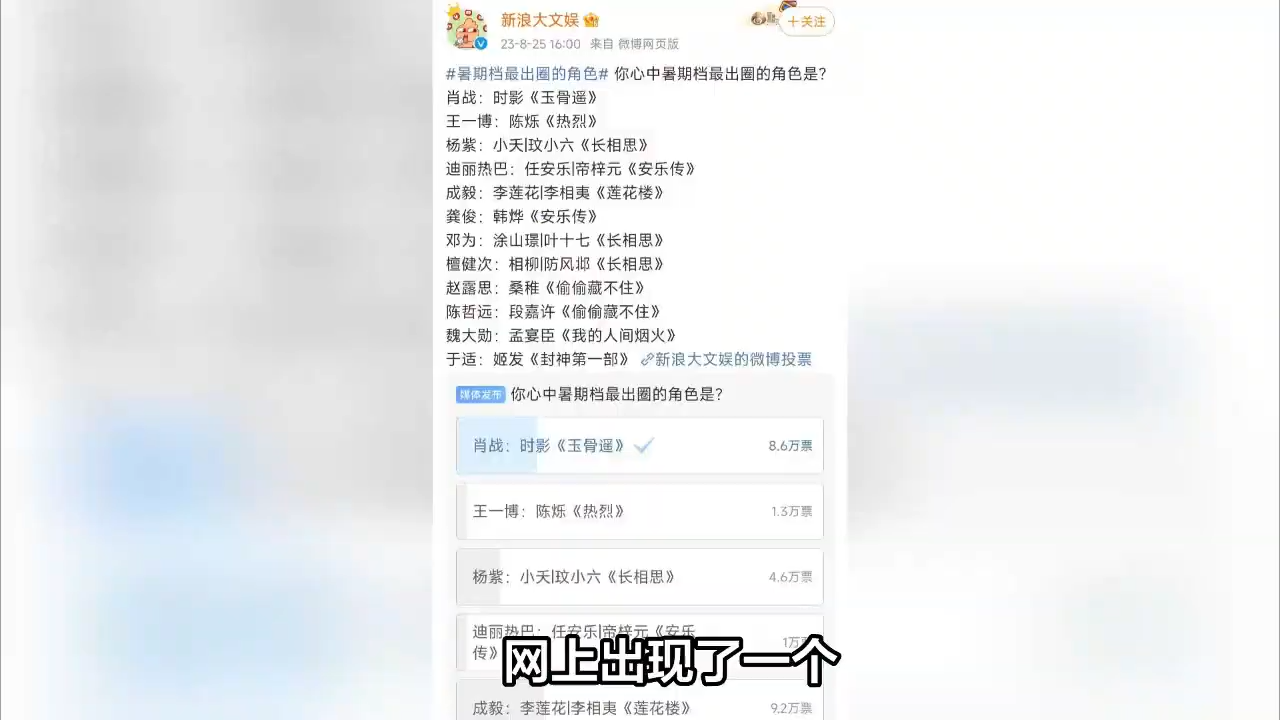 新浪大文娱
十关注
23-8-25 16:00 来自 微博网页版
#暑期档最出圈的角色# 你心中暑期档最出圈的角色是?
肖战：时影《玉骨遥》
王一博：陈烁《热烈》
杨紫：小夭|玟小六《长相思》
迪丽热巴：任安乐|帝梓元《安乐传》
成毅：李莲花|李相夷《莲花楼》
龚俊：韩烨《安乐传》
邓为：涂山璟|叶十七《长相思》
檀健次：相柳|防风邶《长相思》
赵露思：桑稚《偷偷藏不住》
陈哲远：段嘉许《偷偷藏不住》
魏大勋：孟宴臣《我的人间烟火》
于适：姬发《封神第一部》 新浪大文娱的微博投票
媒体发布 你心中暑期档最出圈的角色是?
肖战：时影《玉骨遥》 8.6万票
王一博：陈烁《热烈》 1.3万票
杨紫：小夭|玟小六《长相思》 4.6万票
迪丽热巴：任安乐|帝梓元《安乐
传》 1万票
网上出现了一个
成毅：李莲花|李相夷《莲花楼》 9.2万票